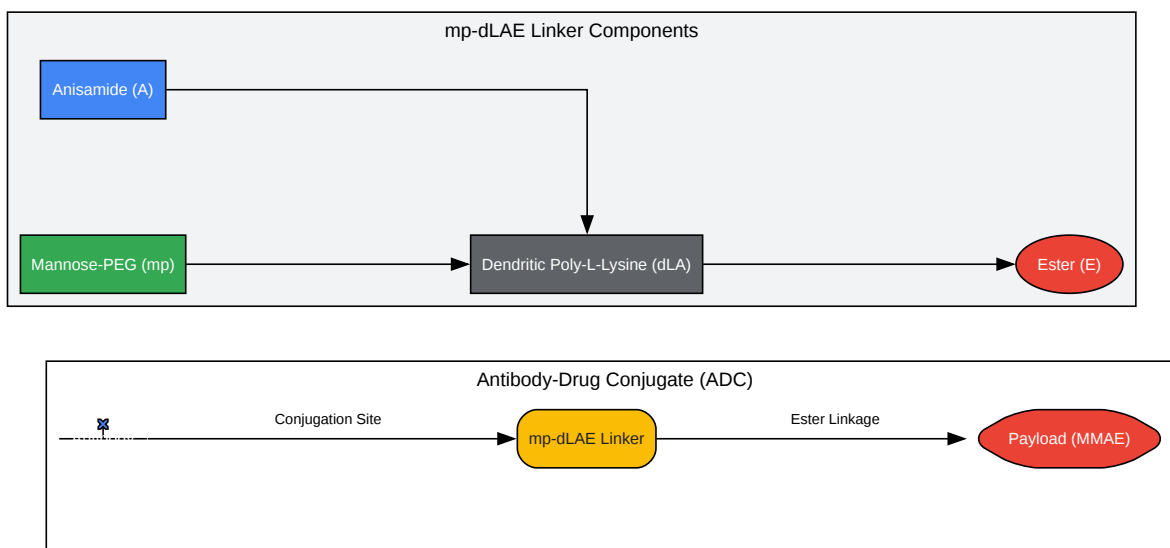 mp-dLAE Linker Components
Anisamide (A)
Mannose-PEG (mp)
Dendritic Poly-L-Lysine (dLA)
Ester (E)
Antibody-Drug Conjugate (ADC)
Conjugation Site
mp-dLAE Linker
Ester Linkage
Payload (MMAE)